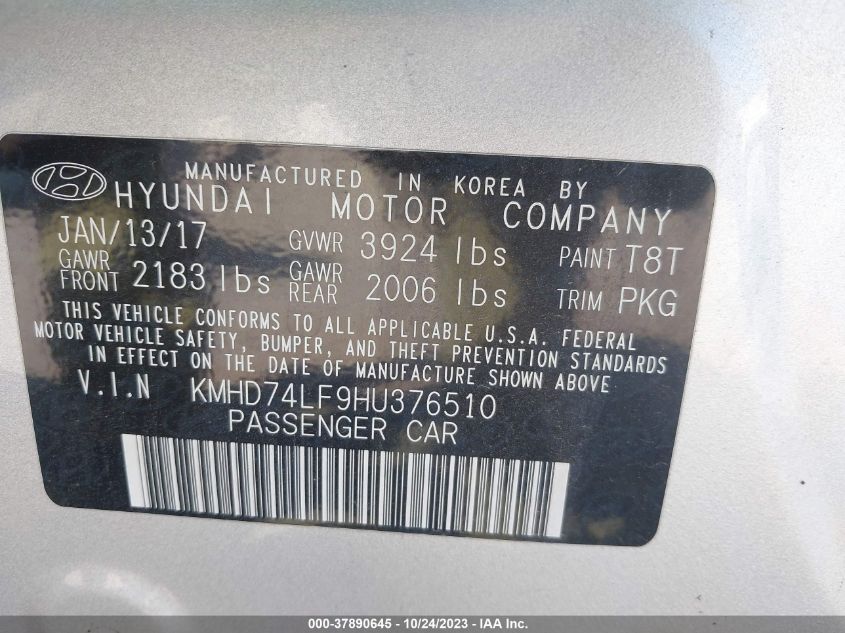 MANUFACTURED IN KOREA BY
HYUNDAI MOTOR COMPANY
JAN/13/17 GVWR 3924 lbs PAINT T8T
GAWR FRONT 2183 lbs GAWR REAR 2006 lbs TRIM PKG
THIS VEHICLE CONFORMS TO ALL APPLICABLE U.S.A. FEDERAL
MOTOR VEHICLE SAFETY, BUMPER, AND THEFT PREVENTION STANDARDS
IN EFFECT ON THE DATE OF MANUFACTURE SHOWN ABOVE.
V.I.N KMHD74LF9HU376510
PASSENGER CAR
000-37890645 - 10/24/2023 - IAA Inc.